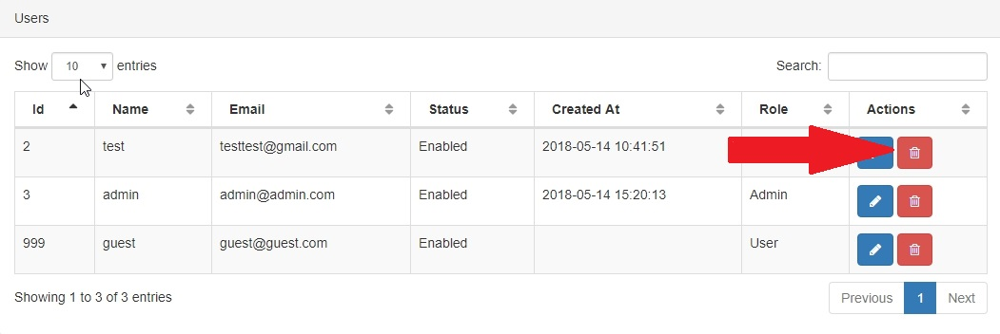 Users
Show 10 entries Search:
Id Name Email Status Created At Role Actions
2 test testtest@gmail.com Enabled 2018-05-14 10:41:51
3 admin admin@admin.com Enabled 2018-05-14 15:20:13 Admin
999 guest guest@guest.com Enabled User
Showing 1 to 3 of 3 entries Previous 1 Next